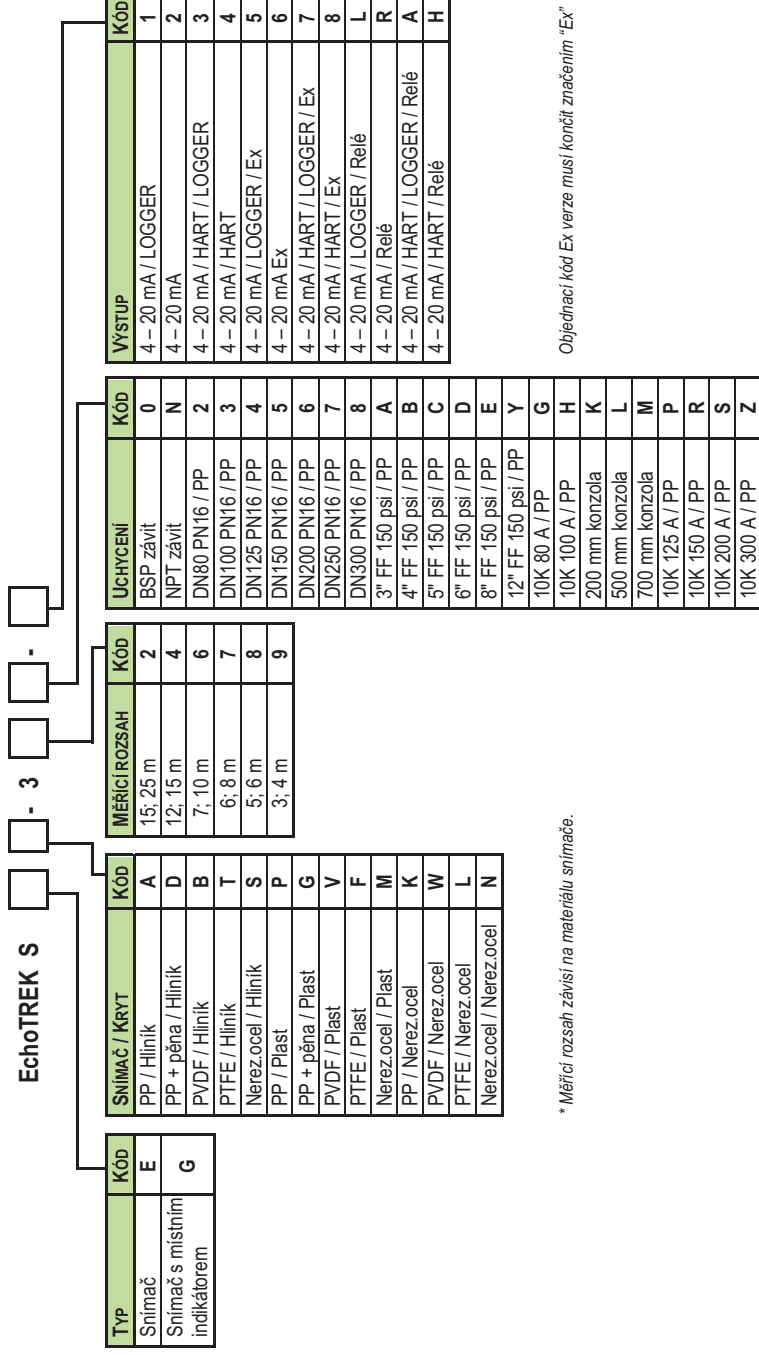 EchoTREK S - 3 -
TYP KÓD
Snímač E
Snímač s místním
indikátorem G
SNÍMAČ / KRYT KÓD
PP / Hliník A
PP + pěna / Hliník D
PVDF / Hliník B
PTFE / Hliník T
Nerez.ocel / Hliník S
PP / Plast P
PP + pěna / Plast G
PVDF / Plast V
PTFE / Plast F
Nerez.ocel / Plast M
PP / Nerez.ocel K
PVDF / Nerez.ocel W
PTFE / Nerez.ocel L
Nerez.ocel / Nerez.ocel N
MĚŘÍCÍ ROZSAH KÓD
15; 25 m 2
12; 15 m 4
7; 10 m 6
6; 8 m 7
5; 6 m 8
3; 4 m 9
UCHYCENÍ KÓD
BSP závit 0
NPT závit N
DN80 PN16 / PP 2
DN100 PN16 / PP 3
DN125 PN16 / PP 4
DN150 PN16 / PP 5
DN200 PN16 / PP 6
DN250 PN16 / PP 7
DN300 PN16 / PP 8
3" FF 150 psi / PP A
4" FF 150 psi / PP B
5" FF 150 psi / PP C
6" FF 150 psi / PP D
8" FF 150 psi / PP E
12" FF 150 psi / PP Y
10K 80 A / PP G
10K 100 A / PP H
200 mm konzola K
500 mm konzola L
700 mm konzola M
10K 125 A / PP P
10K 150 A / PP R
10K 200 A / PP S
10K 300 A / PP Z
VÝSTUP KÓD
4 – 20 mA / LOGGER 1
4 – 20 mA 2
4 – 20 mA / HART / LOGGER 3
4 – 20 mA / HART 4
4 – 20 mA / LOGGER / Ex 5
4 – 20 mA Ex 6
4 – 20 mA / HART / LOGGER / Ex 7
4 – 20 mA / HART / Ex 8
4 – 20 mA / LOGGER / Relé L
4 – 20 mA / Relé R
4 – 20 mA / HART / LOGGER / Relé A
4 – 20 mA / HART / Relé H
* Měřící rozsah závisí na materiálu snímače.
Objednací kód Ex verze musí končit značením "Ex"